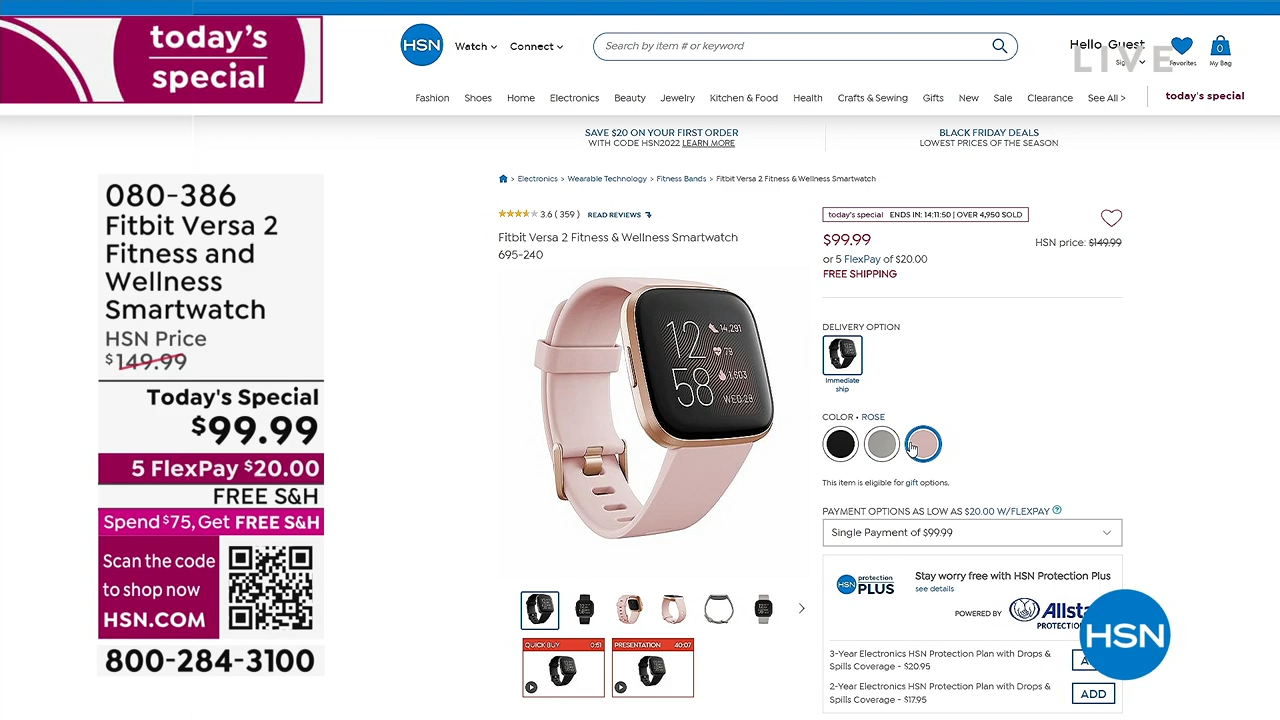 today's
special
080-386
Fitbit Versa 2
Fitness and
Wellness
Smartwatch
HSN Price
$149.99
Today's Special
$99.99
5 FlexPay $20.00
FREE S&H
Spend $75, Get FREE S&H
Scan the code
to shop now
HSN.COM
800-284-3100
HSN
Watch
Connect
Search by item # or keyword
Hello, Guest
LIVE
Favorites
0
My Bag
Fashion Shoes Home Electronics Beauty Jewelry Kitchen & Food Health Crafts & Sewing Gifts New Sale Clearance See All > today's special
SAVE $20 ON YOUR FIRST ORDER
WITH CODE HSN2022 LEARN MORE
BLACK FRIDAY DEALS
LOWEST PRICES OF THE SEASON
> Electronics > Wearable Technology > Fitness Bands > Fitbit Versa 2 Fitness & Wellness Smartwatch
3.6 ( 359 ) READ REVIEWS
Fitbit Versa 2 Fitness & Wellness Smartwatch
695-240
12
58
14,291
79
1,603
WED 28
QUICK BUY 0:51
PRESENTATION 40:07
today's special ENDS IN: 14:11:50 | OVER 4,950 SOLD
$99.99
HSN price: $149.99
or 5 FlexPay of $20.00
FREE SHIPPING
DELIVERY OPTION
Immediate
ship
COLOR • ROSE
This item is eligible for gift options.
PAYMENT OPTIONS AS LOW AS $20.00 W/FLEXPAY ?
Single Payment of $99.99
HSN protection
PLUS
Stay worry free with HSN Protection Plus
see details
POWERED BY
HSN
3-Year Electronics HSN Protection Plan with Drops &
Spills Coverage - $20.95
2-Year Electronics HSN Protection Plan with Drops &
Spills Coverage - $17.95
ADD